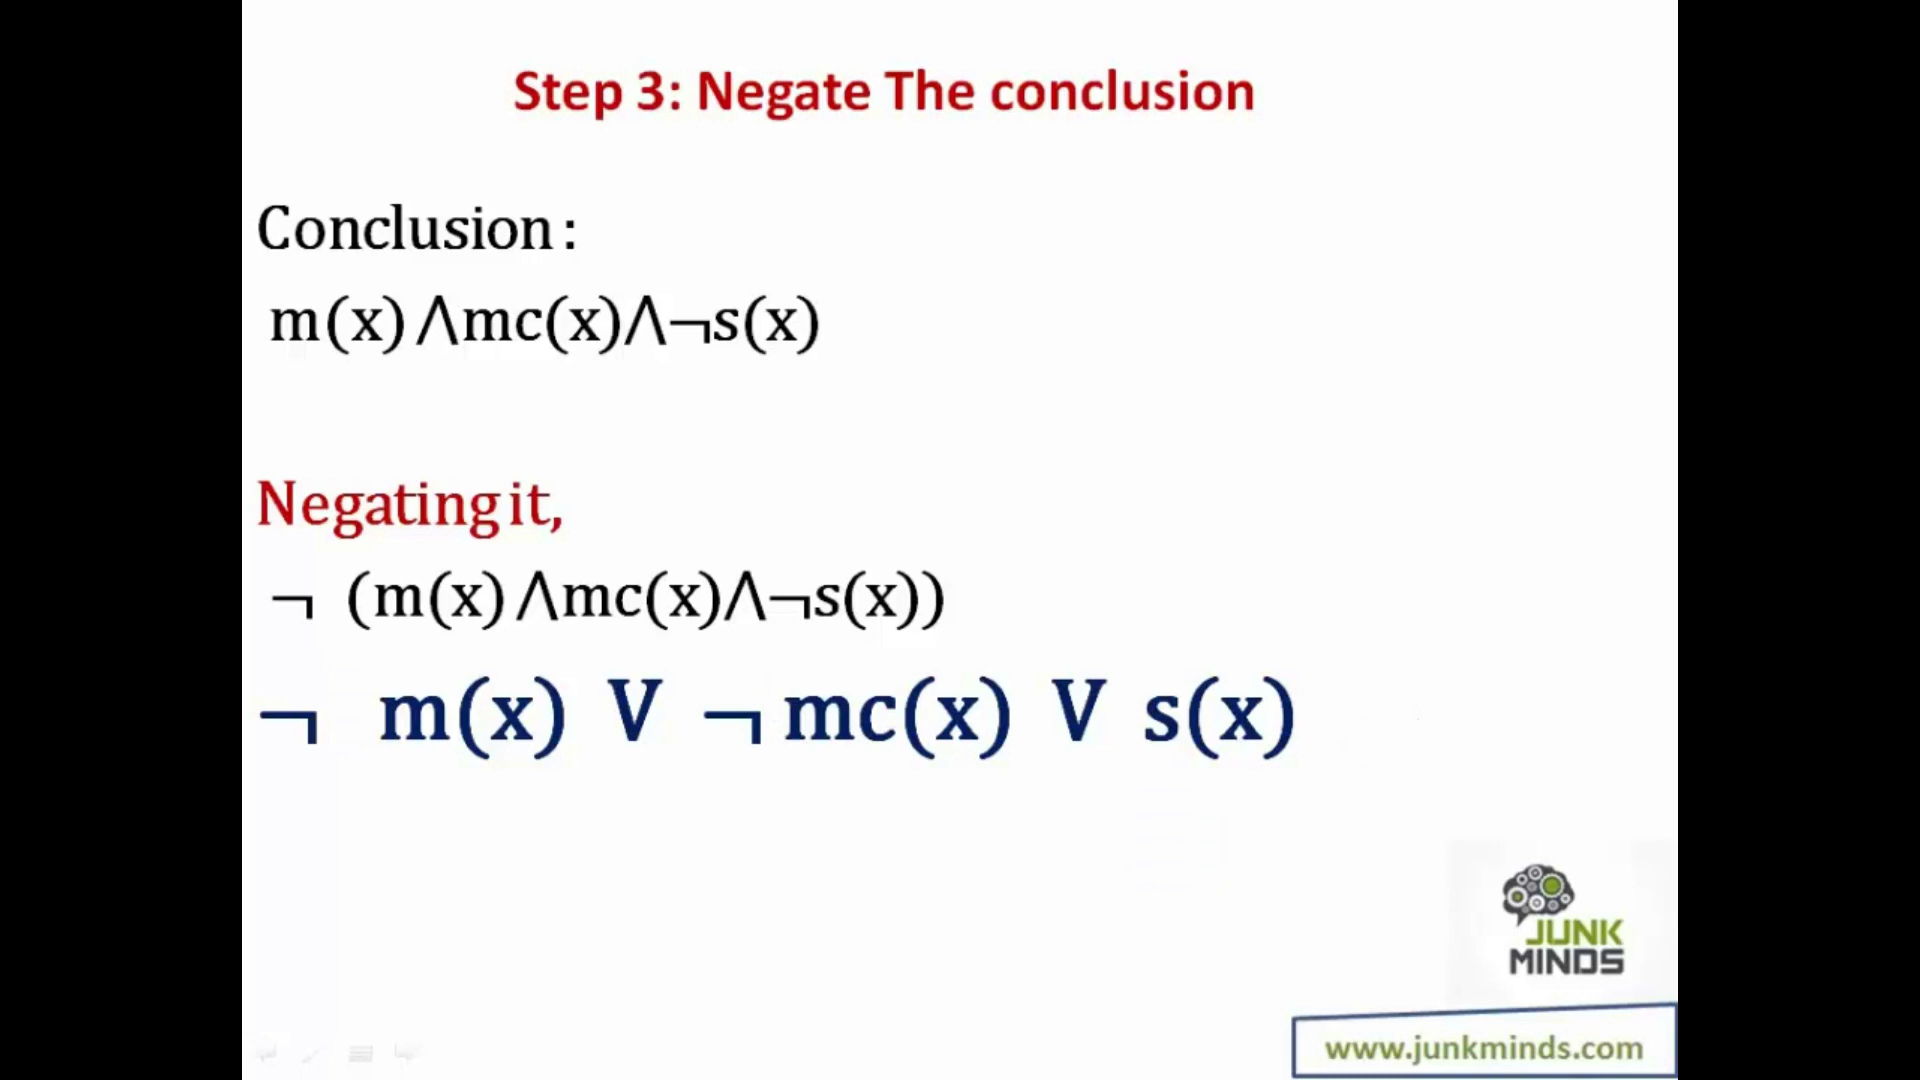 Step 3: Negate The conclusion
Conclusion:
m(x)⋀mc(x)⋀¬s(x)
Negating it,
¬ (m(x)⋀mc(x)⋀¬s(x))
¬ m(x) V ¬ mc(x) V s(x)
JUNK
MINDS
www.junkminds.com